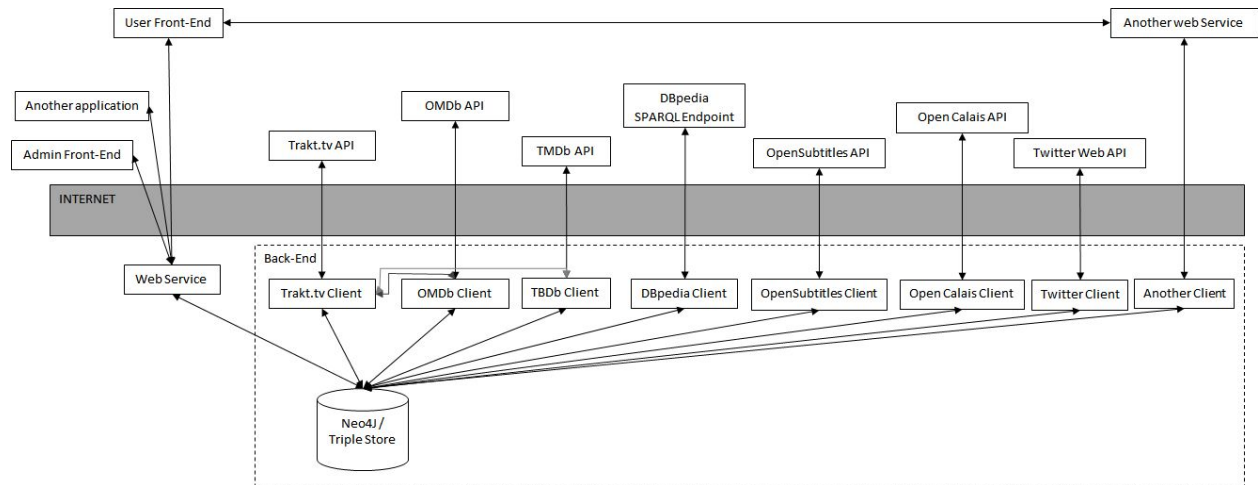 User Front-End
Another web Service
Another application
OMDb API
DBpedia
SPARQL Endpoint
Open Calais API
Admin Front-End
Trakt.tv API
TMDb API
OpenSubtitles API
Twitter Web API
INTERNET
Back-End
Web Service
Trakt.tv Client
OMDb Client
TBDb Client
DBpedia Client
OpenSubtitles Client
Open Calais Client
Twitter Client
Another Client
Neo4J /
Triple Store